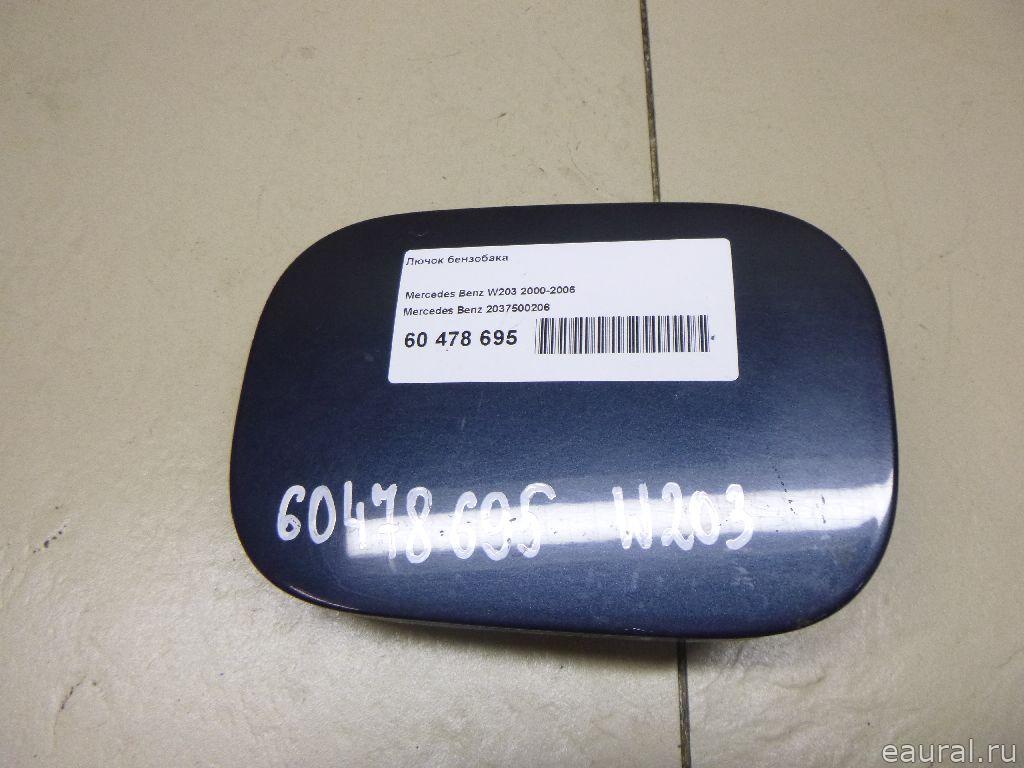 Лючок бензобака
Mercedes Benz W203 2000-2006
Mercedes Benz 2037500206
60 478 695
60478695 W203
eaural.ru